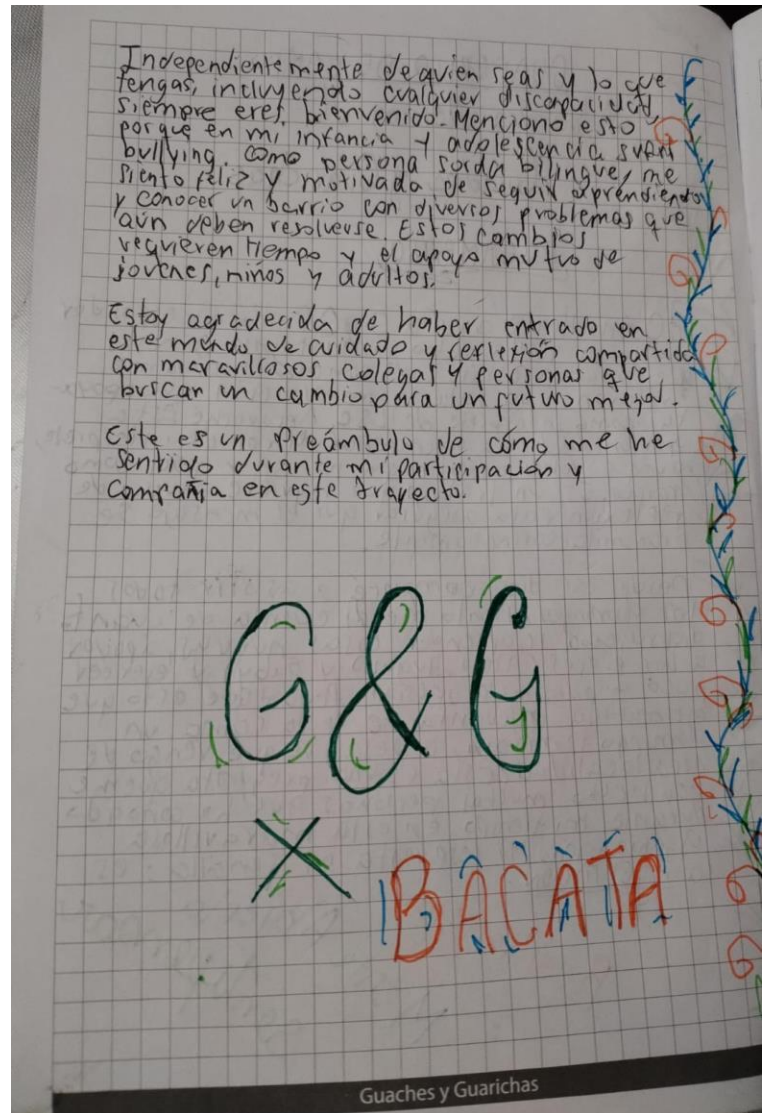 Independientemente de quien seas y lo que
tengas, incluyendo cualquier discapacidad,
siempre eres bienvenido. Menciono esto
porque en mi infancia y adolescencia sufrí
bullying. Como persona sorda bilingue, me
siento feliz y motivada de seguir aprendiendo
y conocer un barrio con diversos problemas que
aún deben resolverse. Estos cambios
requieren tiempo y el apoyo mutuo de
jovenes, niños y adultos.
Estoy agradecida de haber entrado en
este mundo de cuidado y reflexión compartida
con maravillosos colegas y personas que
buscan un cambio para un futuro mejor.
Este es un Preámbulo de cómo me he
sentido durante mi participación y
compañia en este trayecto.
G&G
X BACATA
Guaches y Guarichas